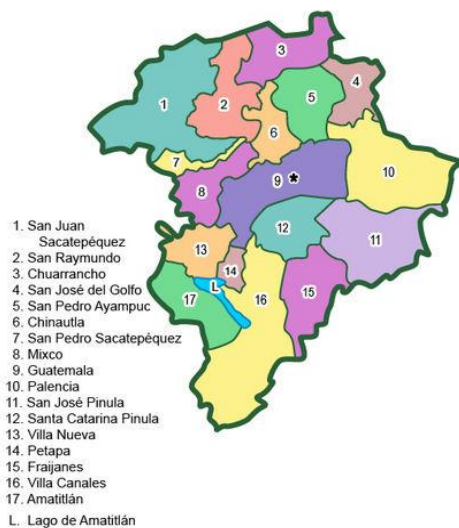 3
4
1
2
5
6
7
10
8
9 *
12
11
13
14
L
15
17
16
1. San Juan
Sacatepéquez
2. San Raymundo
3. Chuarrancho
4. San José del Golfo
5. San Pedro Ayampuc
6. Chinautla
7. San Pedro Sacatepéquez
8. Mixco
9. Guatemala
10. Palencia
11. San José Pinula
12. Santa Catarina Pinula
13. Villa Nueva
14. Petapa
15. Fraijanes
16. Villa Canales
17. Amatitlán
L. Lago de Amatitlán